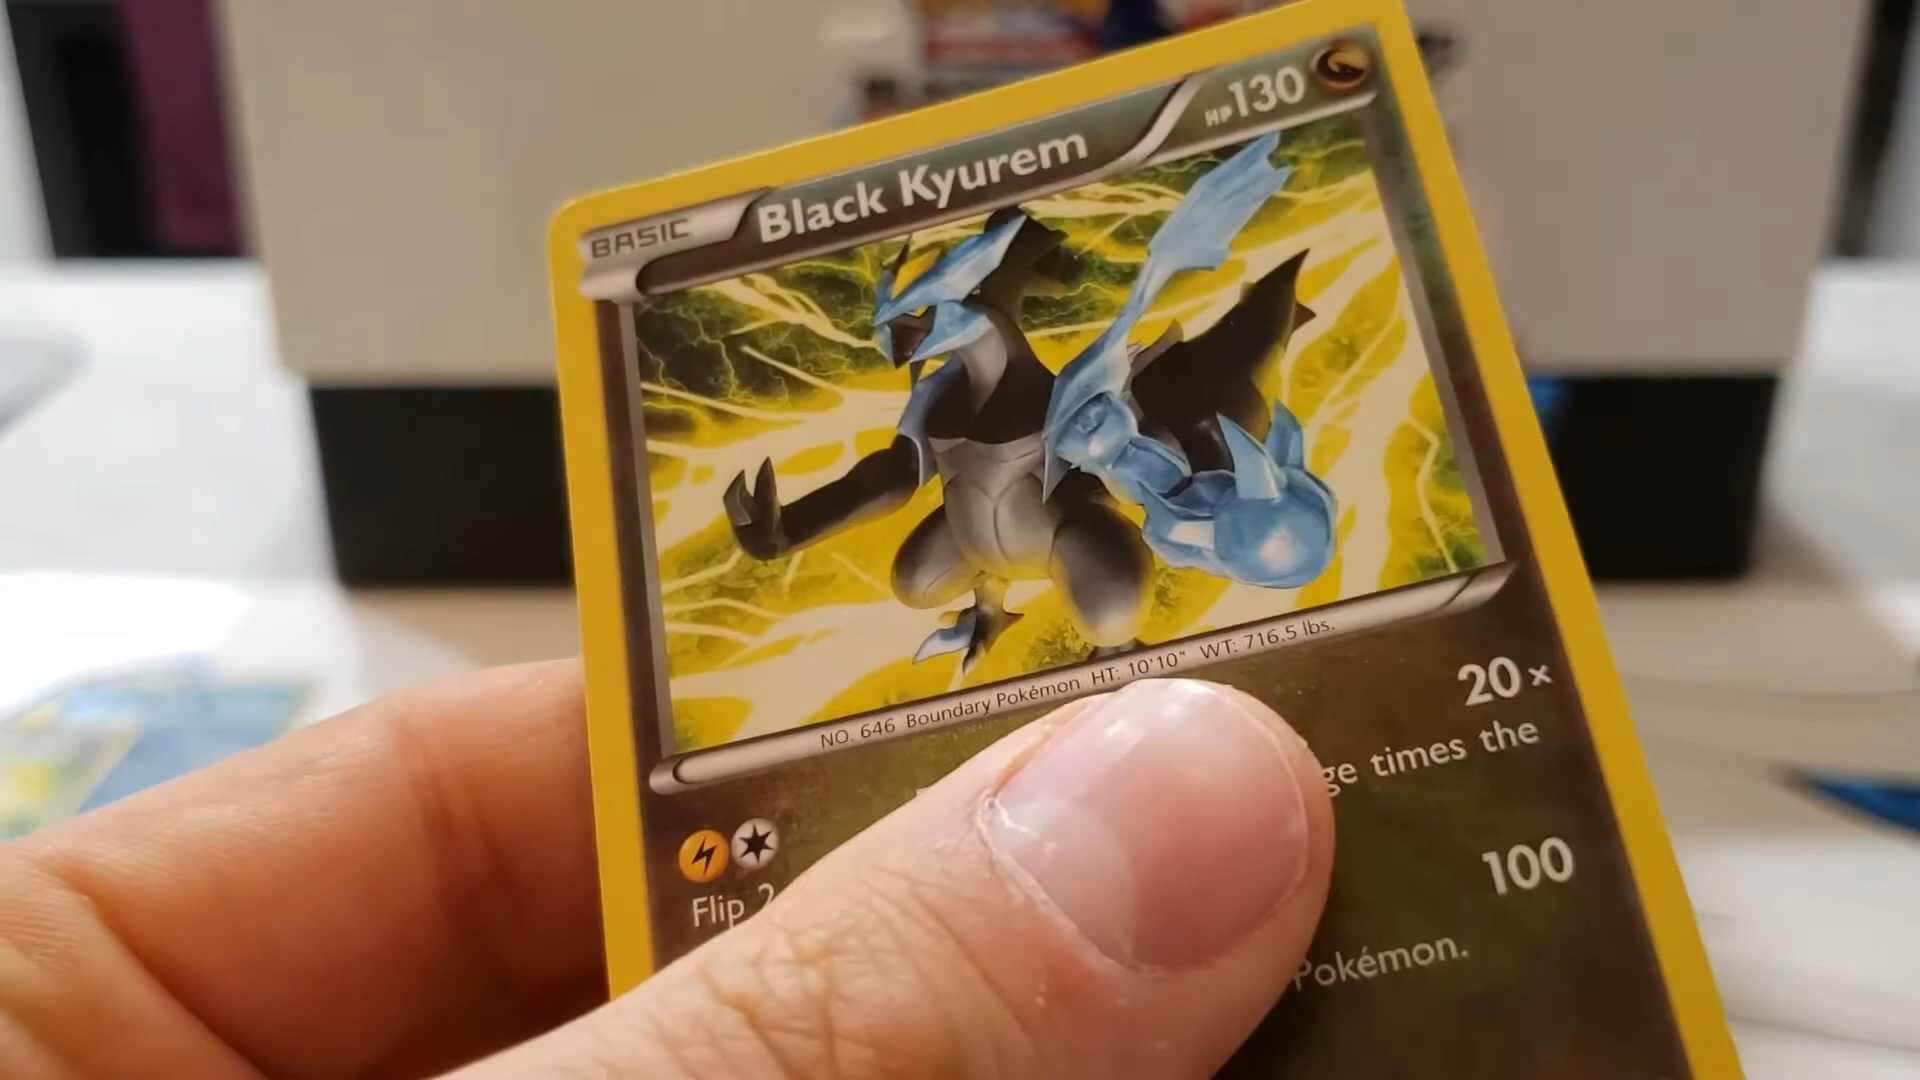 BASIC Black Kyurem HP130
NO. 646 Boundary Pokémon HT: 10'10" WT: 716.5 lbs.
20×
Flip times the
100
Pokémon.